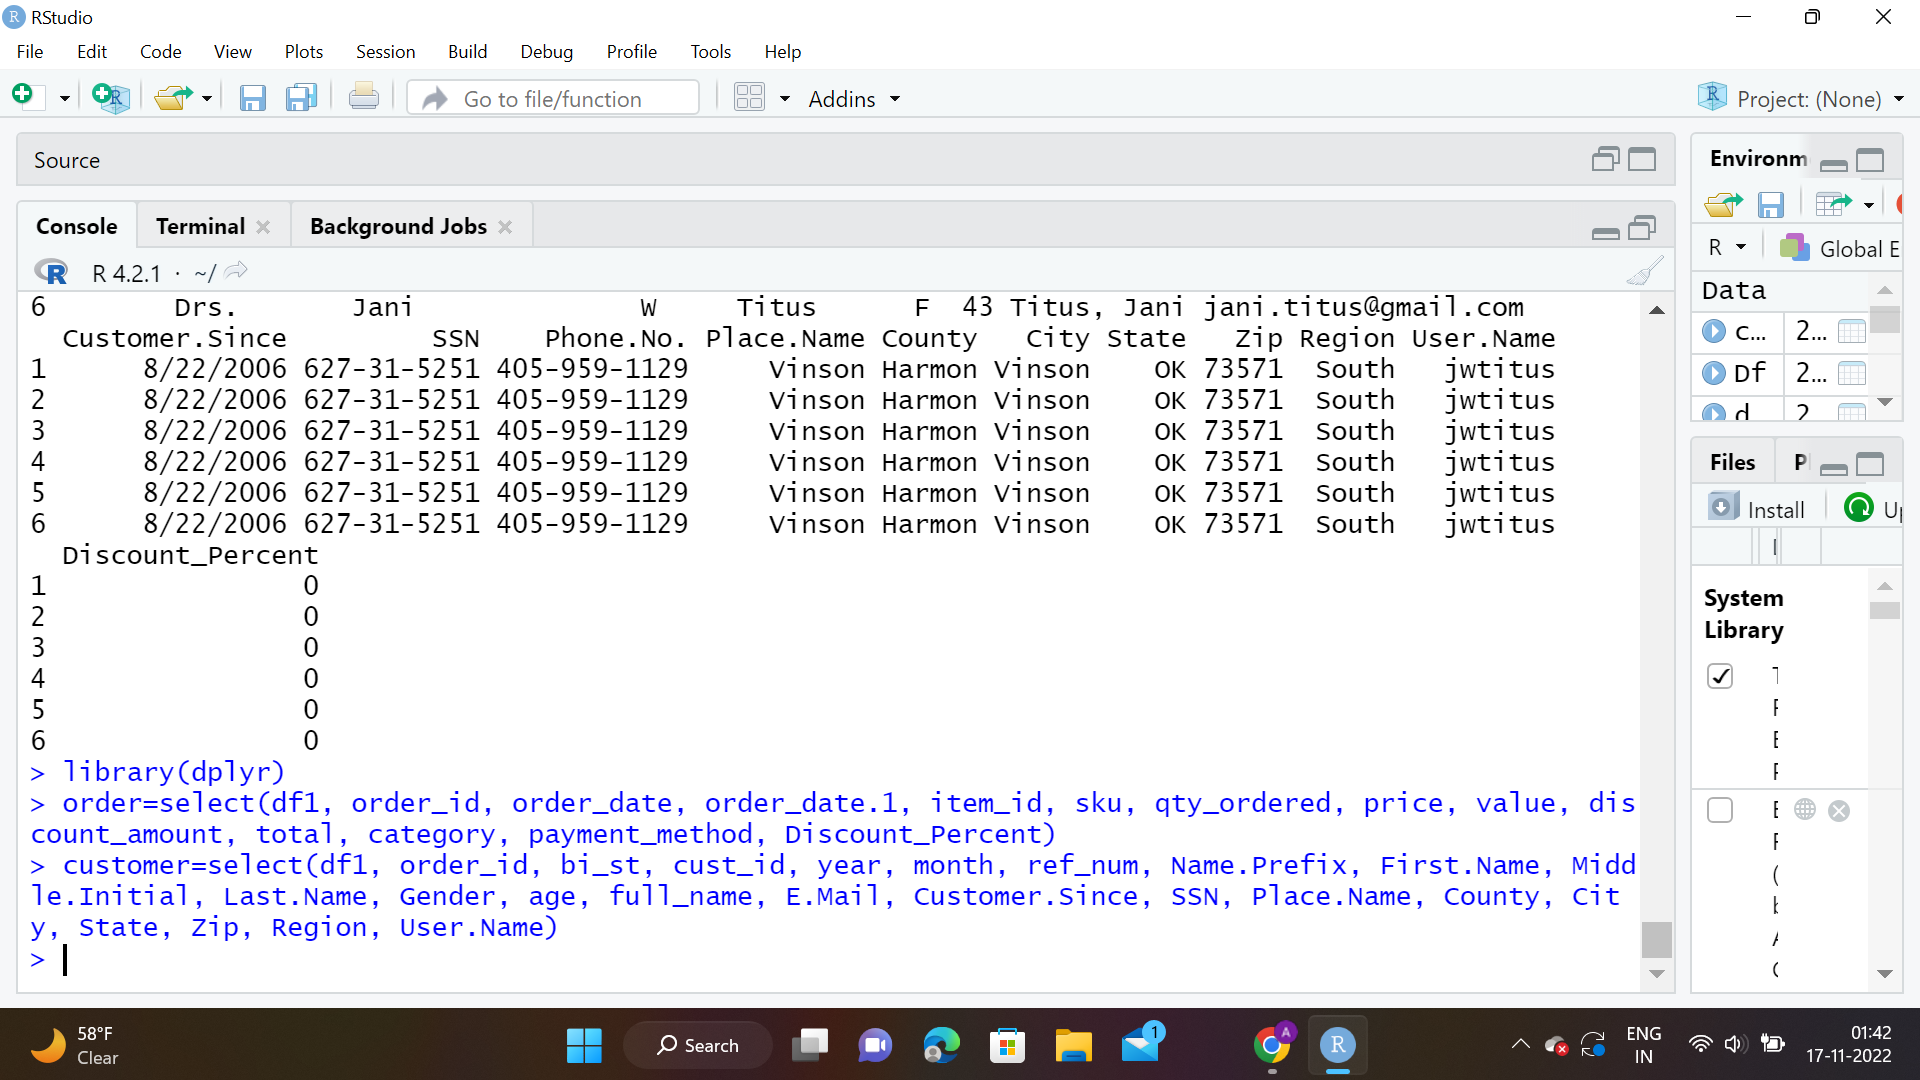 RStudio
File Edit Code View Plots Session Build Debug Profile Tools Help
Go to file/function Addins Project: (None)
Source
Console Terminal Background Jobs
R 4.2.1 · ~/
6 Drs. Jani W Titus F 43 Titus, Jani jani.titus@gmail.com
Customer.Since SSN Phone.No. Place.Name County City State Zip Region User.Name
1 8/22/2006 627-31-5251 405-959-1129 Vinson Harmon Vinson OK 73571 South jwtitus
2 8/22/2006 627-31-5251 405-959-1129 Vinson Harmon Vinson OK 73571 South jwtitus
3 8/22/2006 627-31-5251 405-959-1129 Vinson Harmon Vinson OK 73571 South jwtitus
4 8/22/2006 627-31-5251 405-959-1129 Vinson Harmon Vinson OK 73571 South jwtitus
5 8/22/2006 627-31-5251 405-959-1129 Vinson Harmon Vinson OK 73571 South jwtitus
6 8/22/2006 627-31-5251 405-959-1129 Vinson Harmon Vinson OK 73571 South jwtitus
Discount_Percent
1 0
2 0
3 0
4 0
5 0
6 0
> library(dplyr)
> order=select(df1, order_id, order_date, order_date.1, item_id, sku, qty_ordered, price, value, dis
count_amount, total, category, payment_method, Discount_Percent)
> customer=select(df1, order_id, bi_st, cust_id, year, month, ref_num, Name.Prefix, First.Name, Midd
le.Initial, Last.Name, Gender, age, full_name, E.Mail, Customer.Since, SSN, Place.Name, County, Cit
y, State, Zip, Region, User.Name)
>
Environm
R Global E
Data
c... 2...
Df 2...
d 2
Files P
Install Up
System
Library
58°F
Clear
Search
1
A
ENG
IN
01:42
17-11-2022